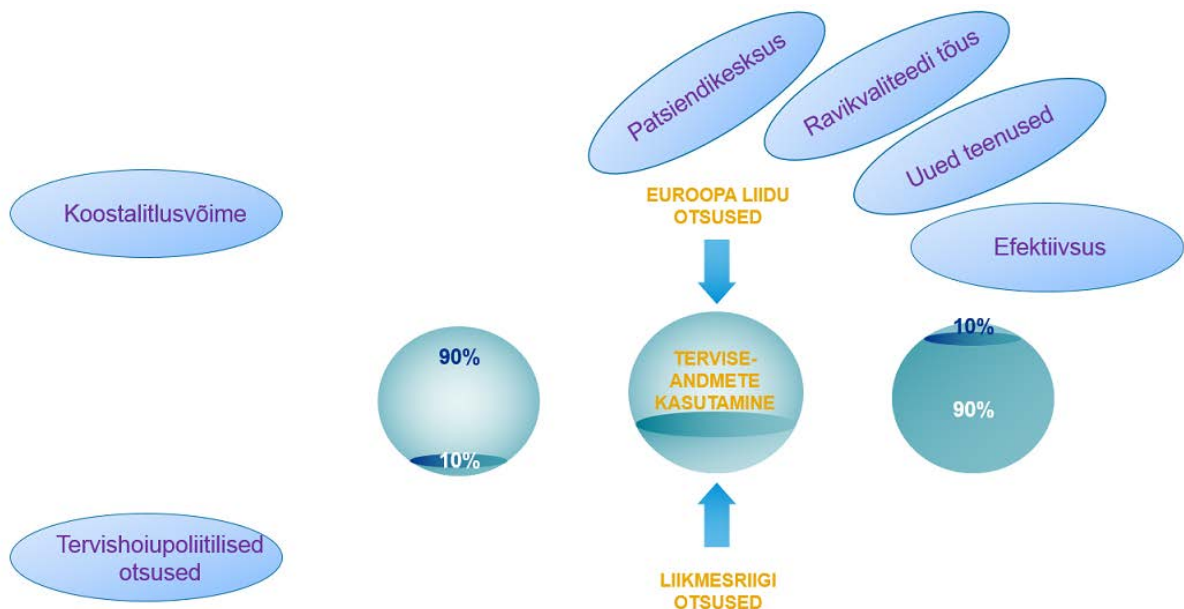 Patsiendikesksus
Ravikvaliteedi tõus
Uued teenused
Efektiivsus
Koostalitlusvõime
EUROOPA LIIDU
OTSUSED
90%
10%
TERVISE-
ANDMETE
KASUTAMINE
10%
90%
Tervishoiupoliitilised
otsused
LIIKMESRIIGI
OTSUSED